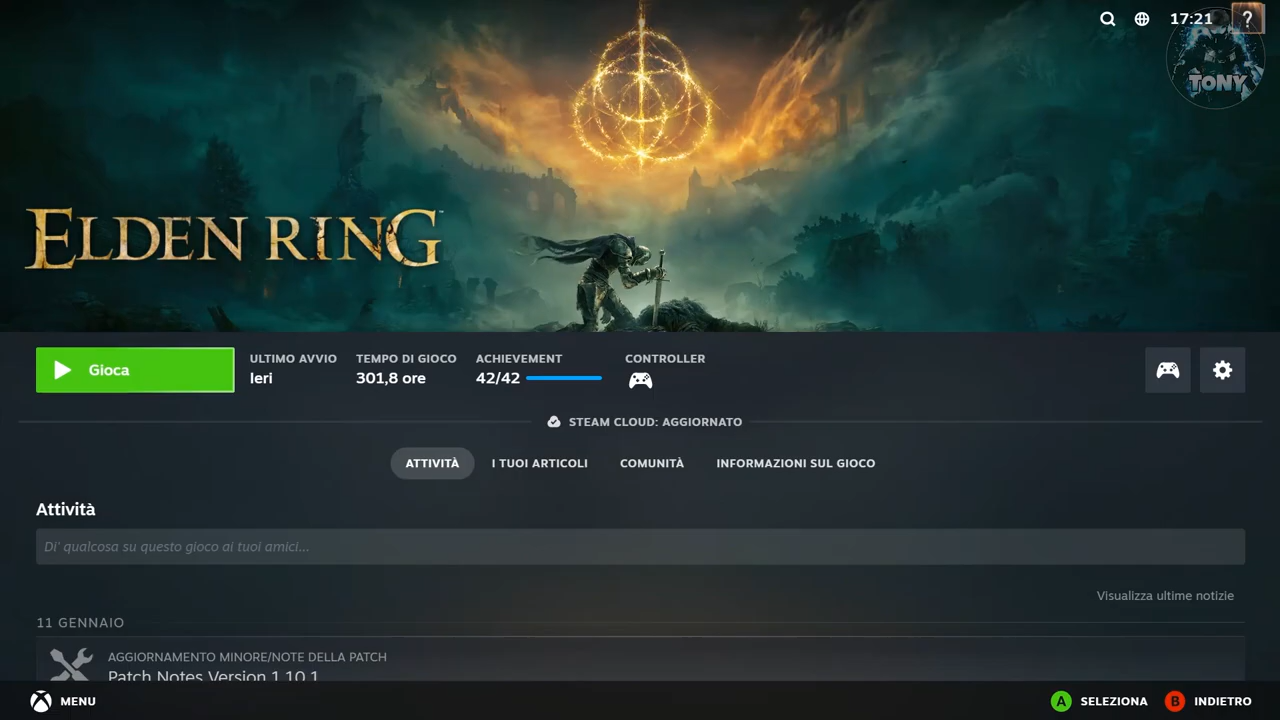 17:21
?
TONY
ELDEN RING
Gioca
ULTIMO AVVIO
Ieri
TEMPO DI GIOCO
301,8 ore
ACHIEVEMENT
42/42
CONTROLLER
STEAM CLOUD: AGGIORNATO
ATTIVITÀ
I TUOI ARTICOLI
COMUNITÀ
INFORMAZIONI SUL GIOCO
Attività
Di' qualcosa su questo gioco ai tuoi amici...
Visualizza ultime notizie
11 GENNAIO
AGGIORNAMENTO MINORE/NOTE DELLA PATCH
Patch Notes Version 1.10.1
MENU
A SELEZIONA
B INDIETRO